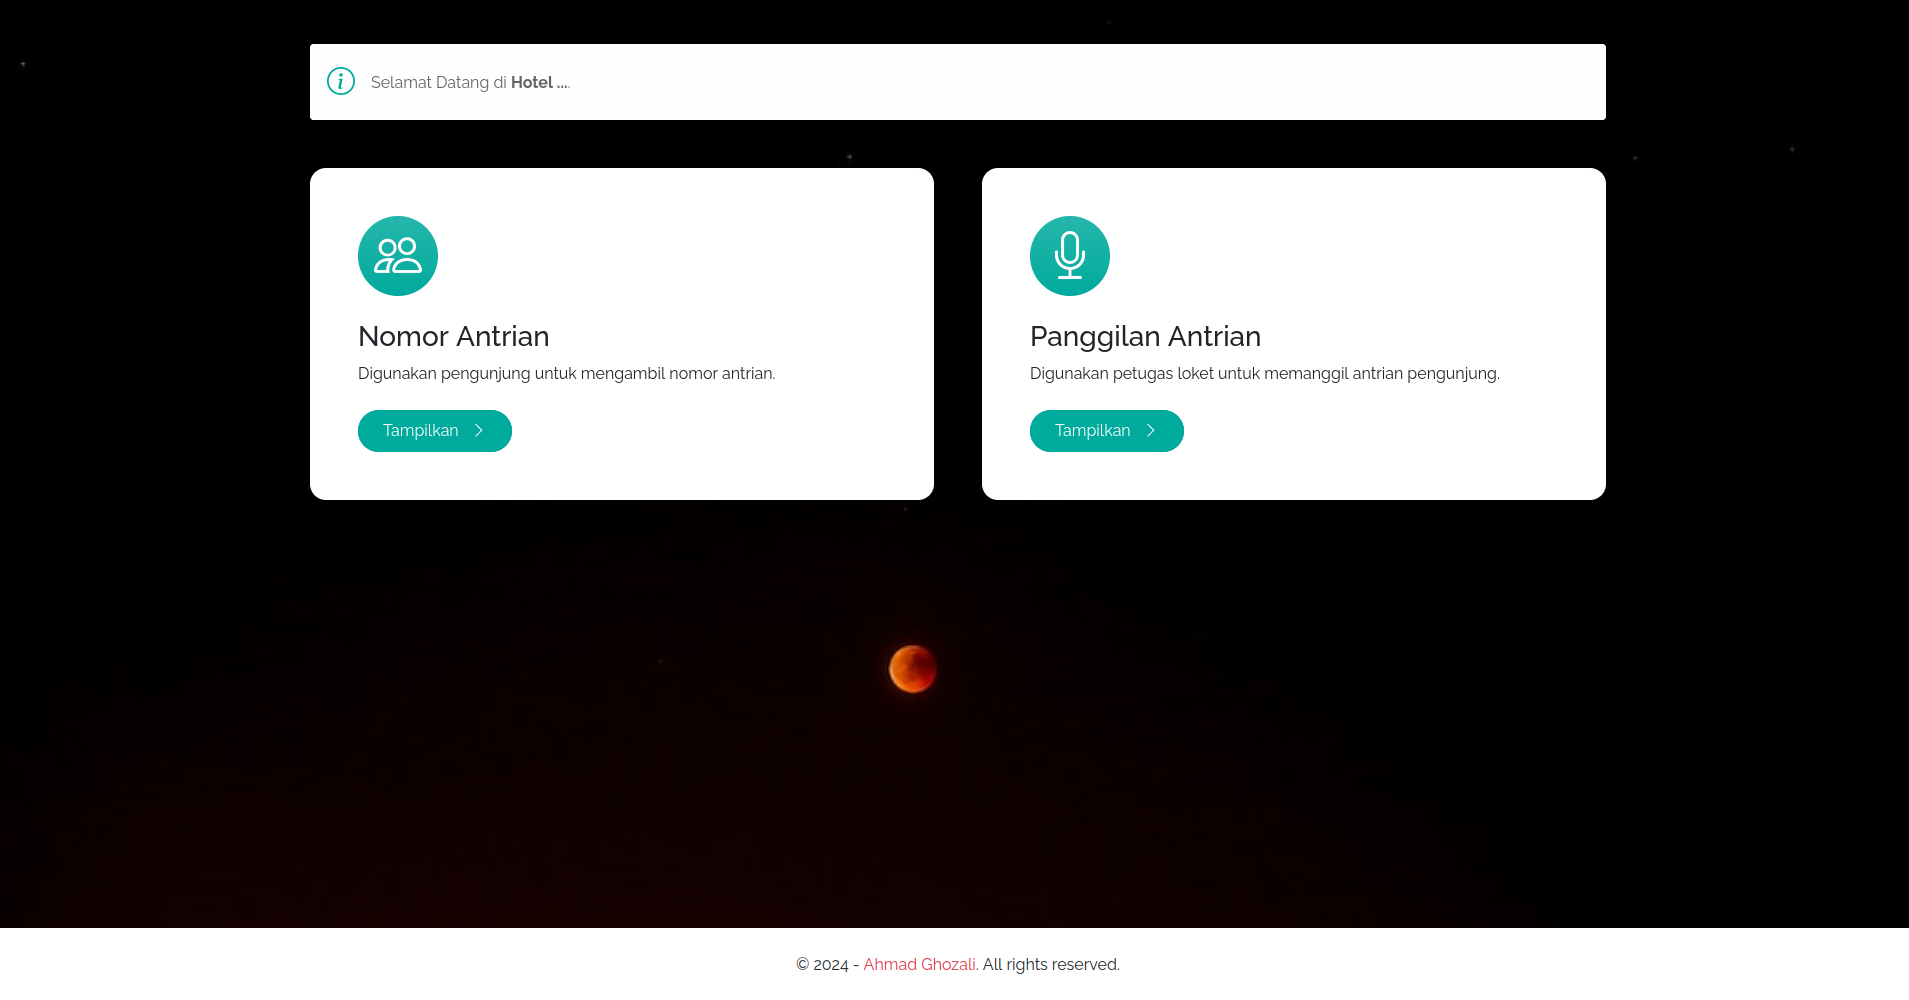 Selamat Datang di Hotel ....
Nomor Antrian
Digunakan pengunjung untuk mengambil nomor antrian.
Tampilkan
Panggilan Antrian
Digunakan petugas loket untuk memanggil antrian pengunjung.
Tampilkan
© 2024 - Ahmad Ghozali. All rights reserved.